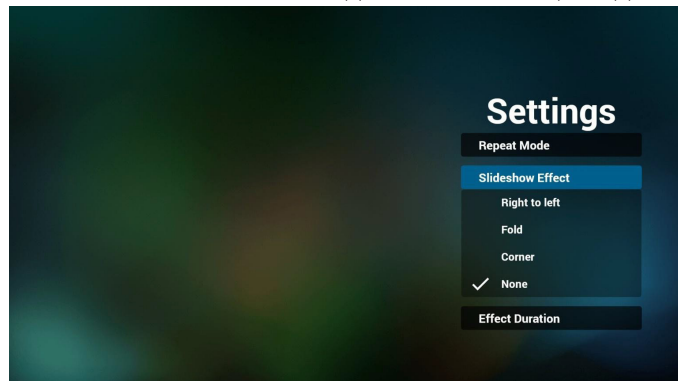 Settings
Repeat Mode
Slideshow Effect
Right to left
Fold
Corner
None
Effect Duration